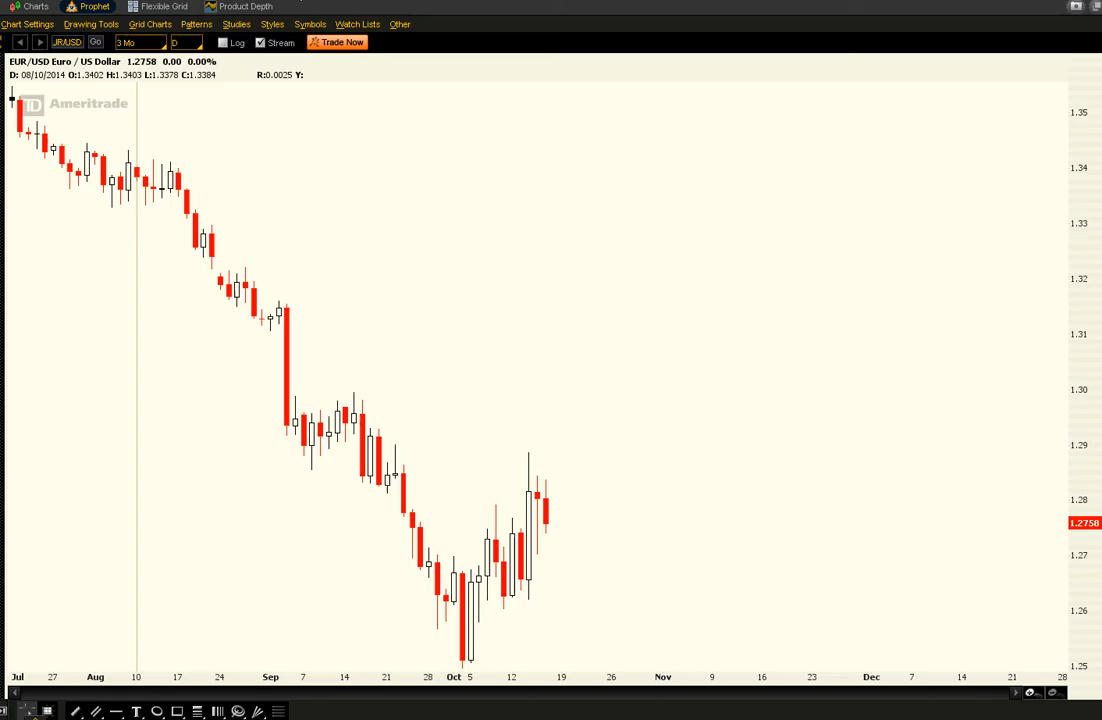 Charts Prophet Flexible Grid Product Depth
Chart Settings Drawing Tools Grid Charts Patterns Studies Styles Symbols Watch Lists Other
JR/USD Go 3 Mo D Log Stream Trade Now
EUR/USD Euro / US Dollar 1.2758 0.00 0.00%
D: 08/10/2014 O:1.3402 H:1.3403 L:1.3378 C:1.3384 R:0.0025 Y:
TD Ameritrade
1.35
1.34
1.33
1.32
1.31
1.30
1.29
1.28
1.2758
1.27
1.26
1.25
Jul 27 Aug 10 17 24 Sep 7 14 21 28 Oct 5 12 19 26 Nov 9 16 23 Dec 7 14 21 28
T